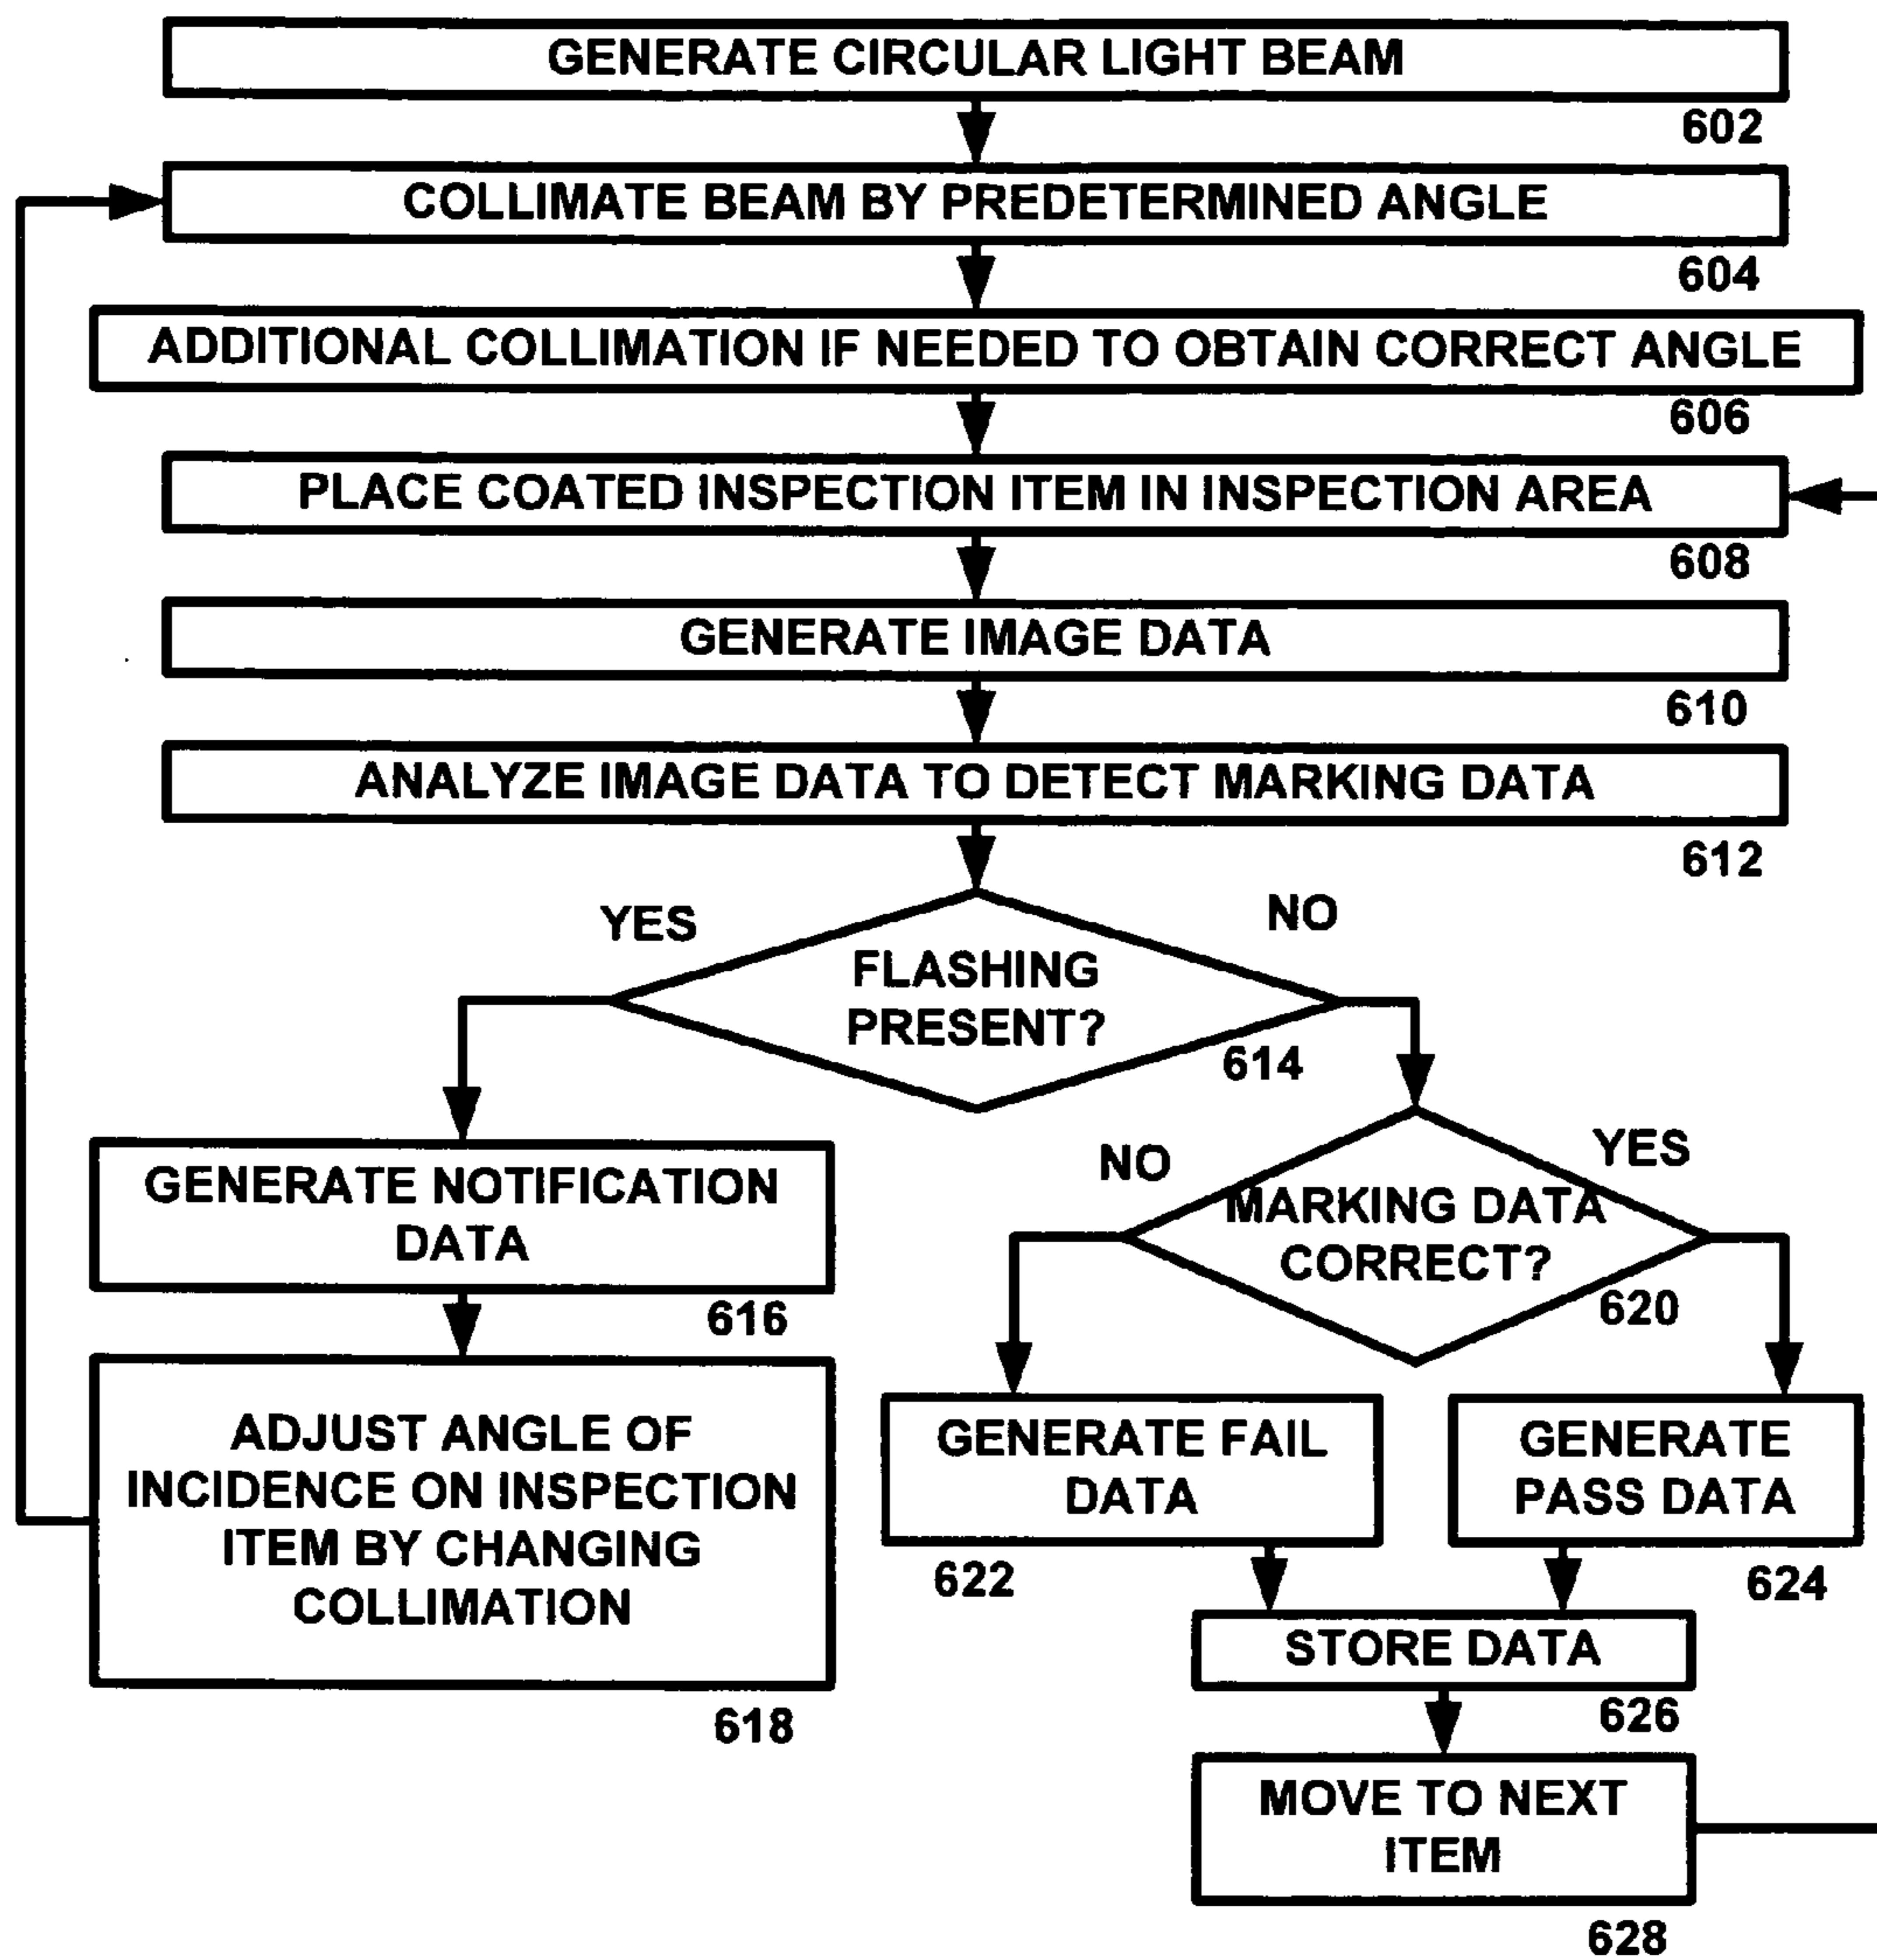 GENERATE CIRCULAR LIGHT BEAM
602
COLLIMATE BEAM BY PREDETERMINED ANGLE
604
ADDITIONAL COLLIMATION IF NEEDED TO OBTAIN CORRECT ANGLE
606
PLACE COATED INSPECTION ITEM IN INSPECTION AREA
608
GENERATE IMAGE DATA
610
ANALYZE IMAGE DATA TO DETECT MARKING DATA
612
YES
NO
FLASHING
PRESENT?
614
GENERATE NOTIFICATION
DATA
616
ADJUST ANGLE OF
INCIDENCE ON INSPECTION
ITEM BY CHANGING
COLLIMATION
618
NO
YES
MARKING DATA
CORRECT?
620
GENERATE FAIL
DATA
622
GENERATE
PASS DATA
624
STORE DATA
626
MOVE TO NEXT
ITEM
628